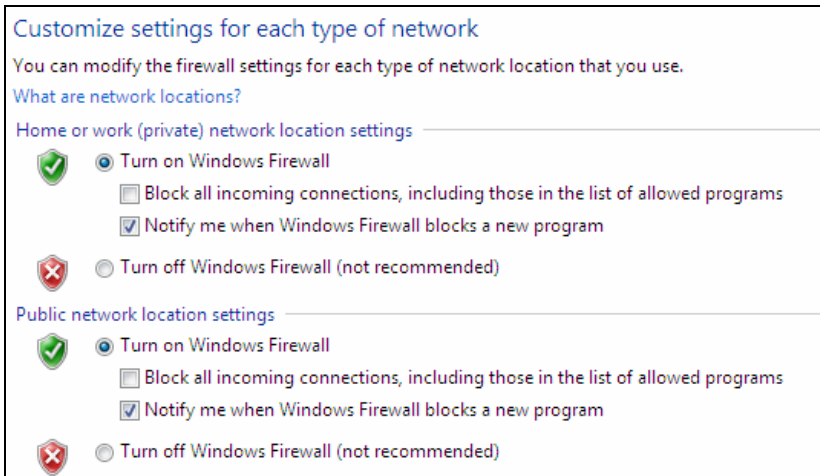 Customize settings for each type of network
You can modify the firewall settings for each type of network location that you use.
What are network locations?
Home or work (private) network location settings
Turn on Windows Firewall
Block all incoming connections, including those in the list of allowed programs
Notify me when Windows Firewall blocks a new program
Turn off Windows Firewall (not recommended)
Public network location settings
Turn on Windows Firewall
Block all incoming connections, including those in the list of allowed programs
Notify me when Windows Firewall blocks a new program
Turn off Windows Firewall (not recommended)